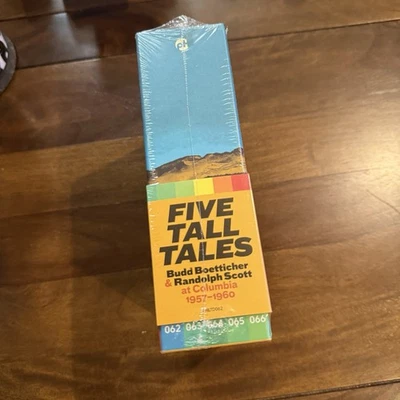 FIVE
TALL
TALES
Budd Boetticher
& Randolph Scott
at Columbia
1957–1960
062 063 064 065 066